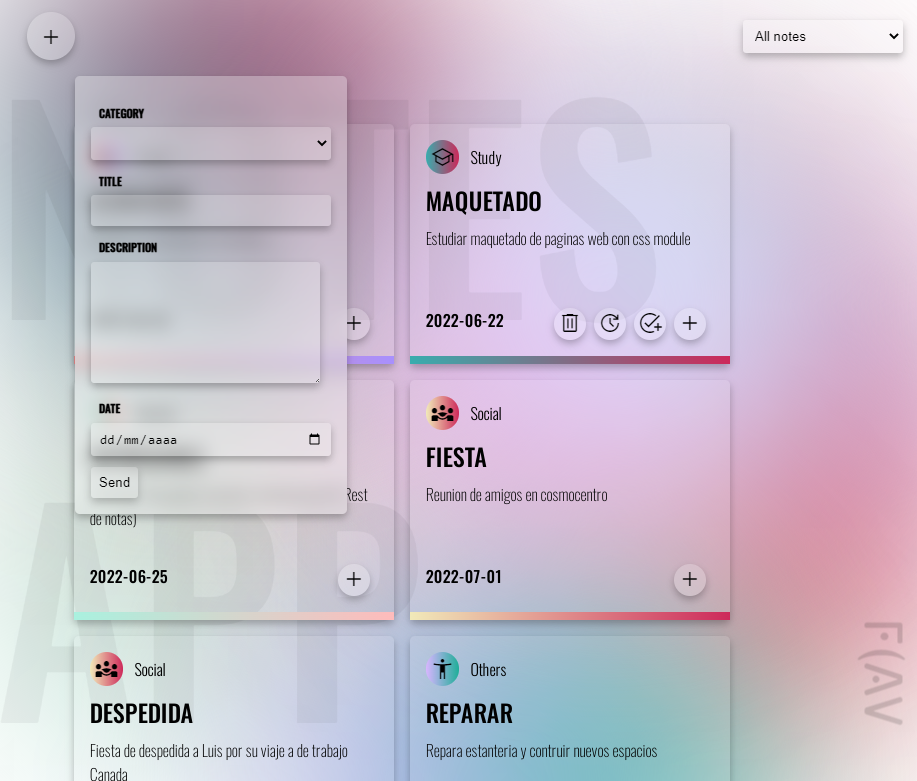 All notes
NOTES
CATEGORY
TITLE
DESCRIPTION
DATE
dd/mm/aaaa
Send
Study
MAQUETADO
Estudiar maquetado de paginas web con css module
2022-06-22
Rest
de notas)
2022-06-25
Social
FIESTA
Reunion de amigos en cosmocentro
2022-07-01
APP
Social
DESPEDIDA
Fiesta de despedida a Luis por su viaje a de trabajo
Canada
Others
REPARAR
Repara estanteria y contruir nuevos espacios